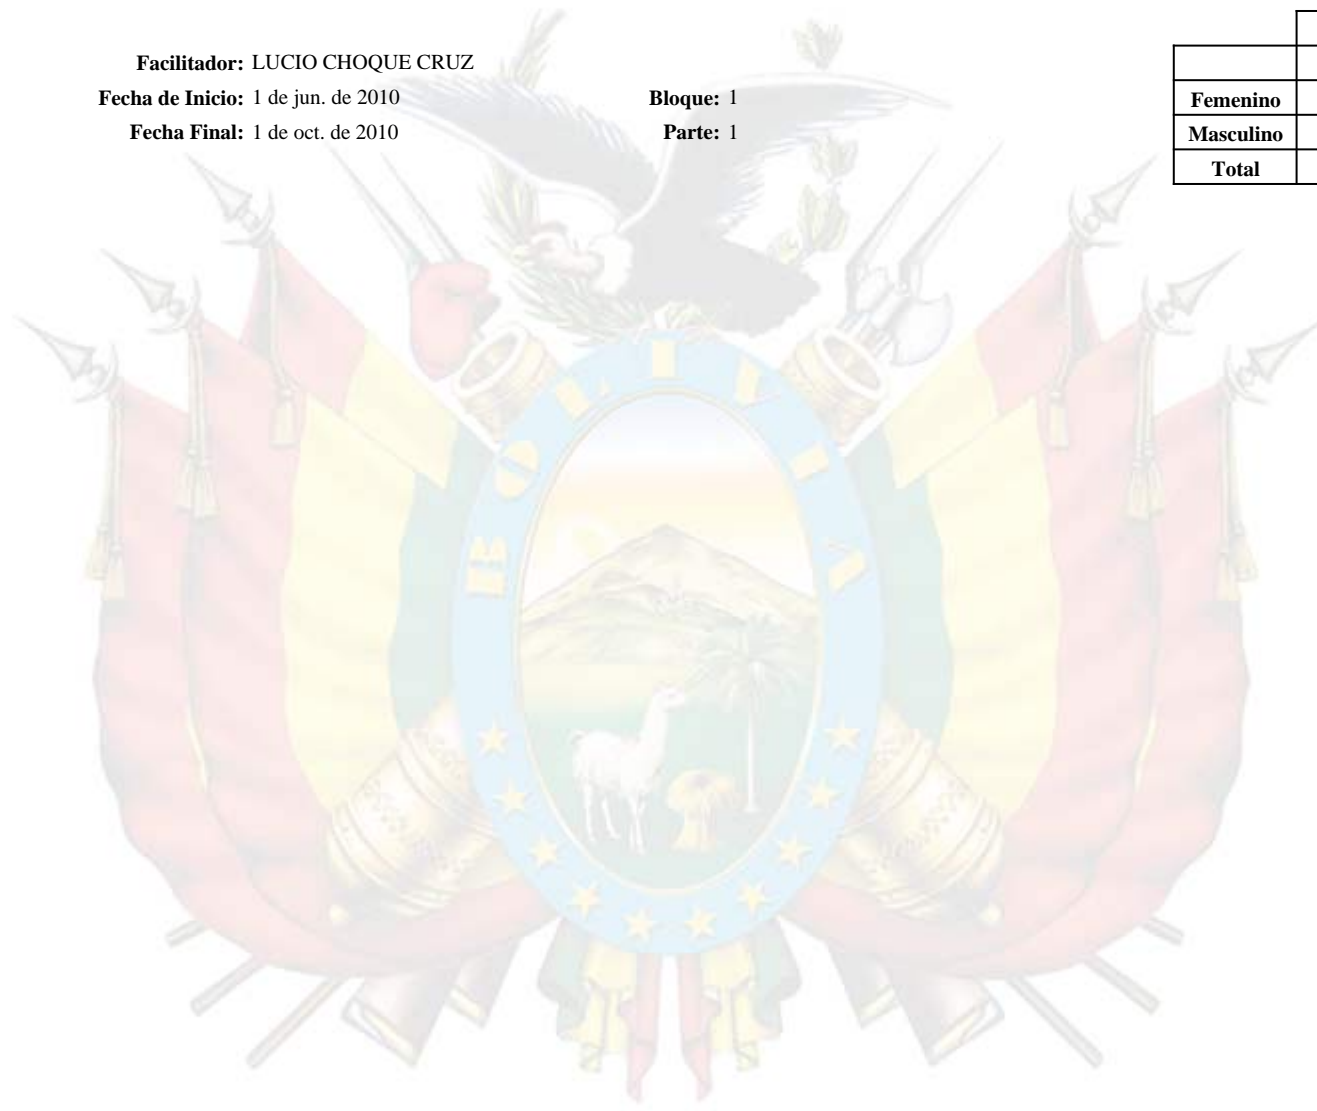 Facilitador: LUCIO CHOQUE CRUZ
Fecha de Inicio: 1 de jun. de 2010
Bloque: 1
Fecha Final: 1 de oct. de 2010
Parte: 1
Femenino
Masculino
Total
BOLIVIA